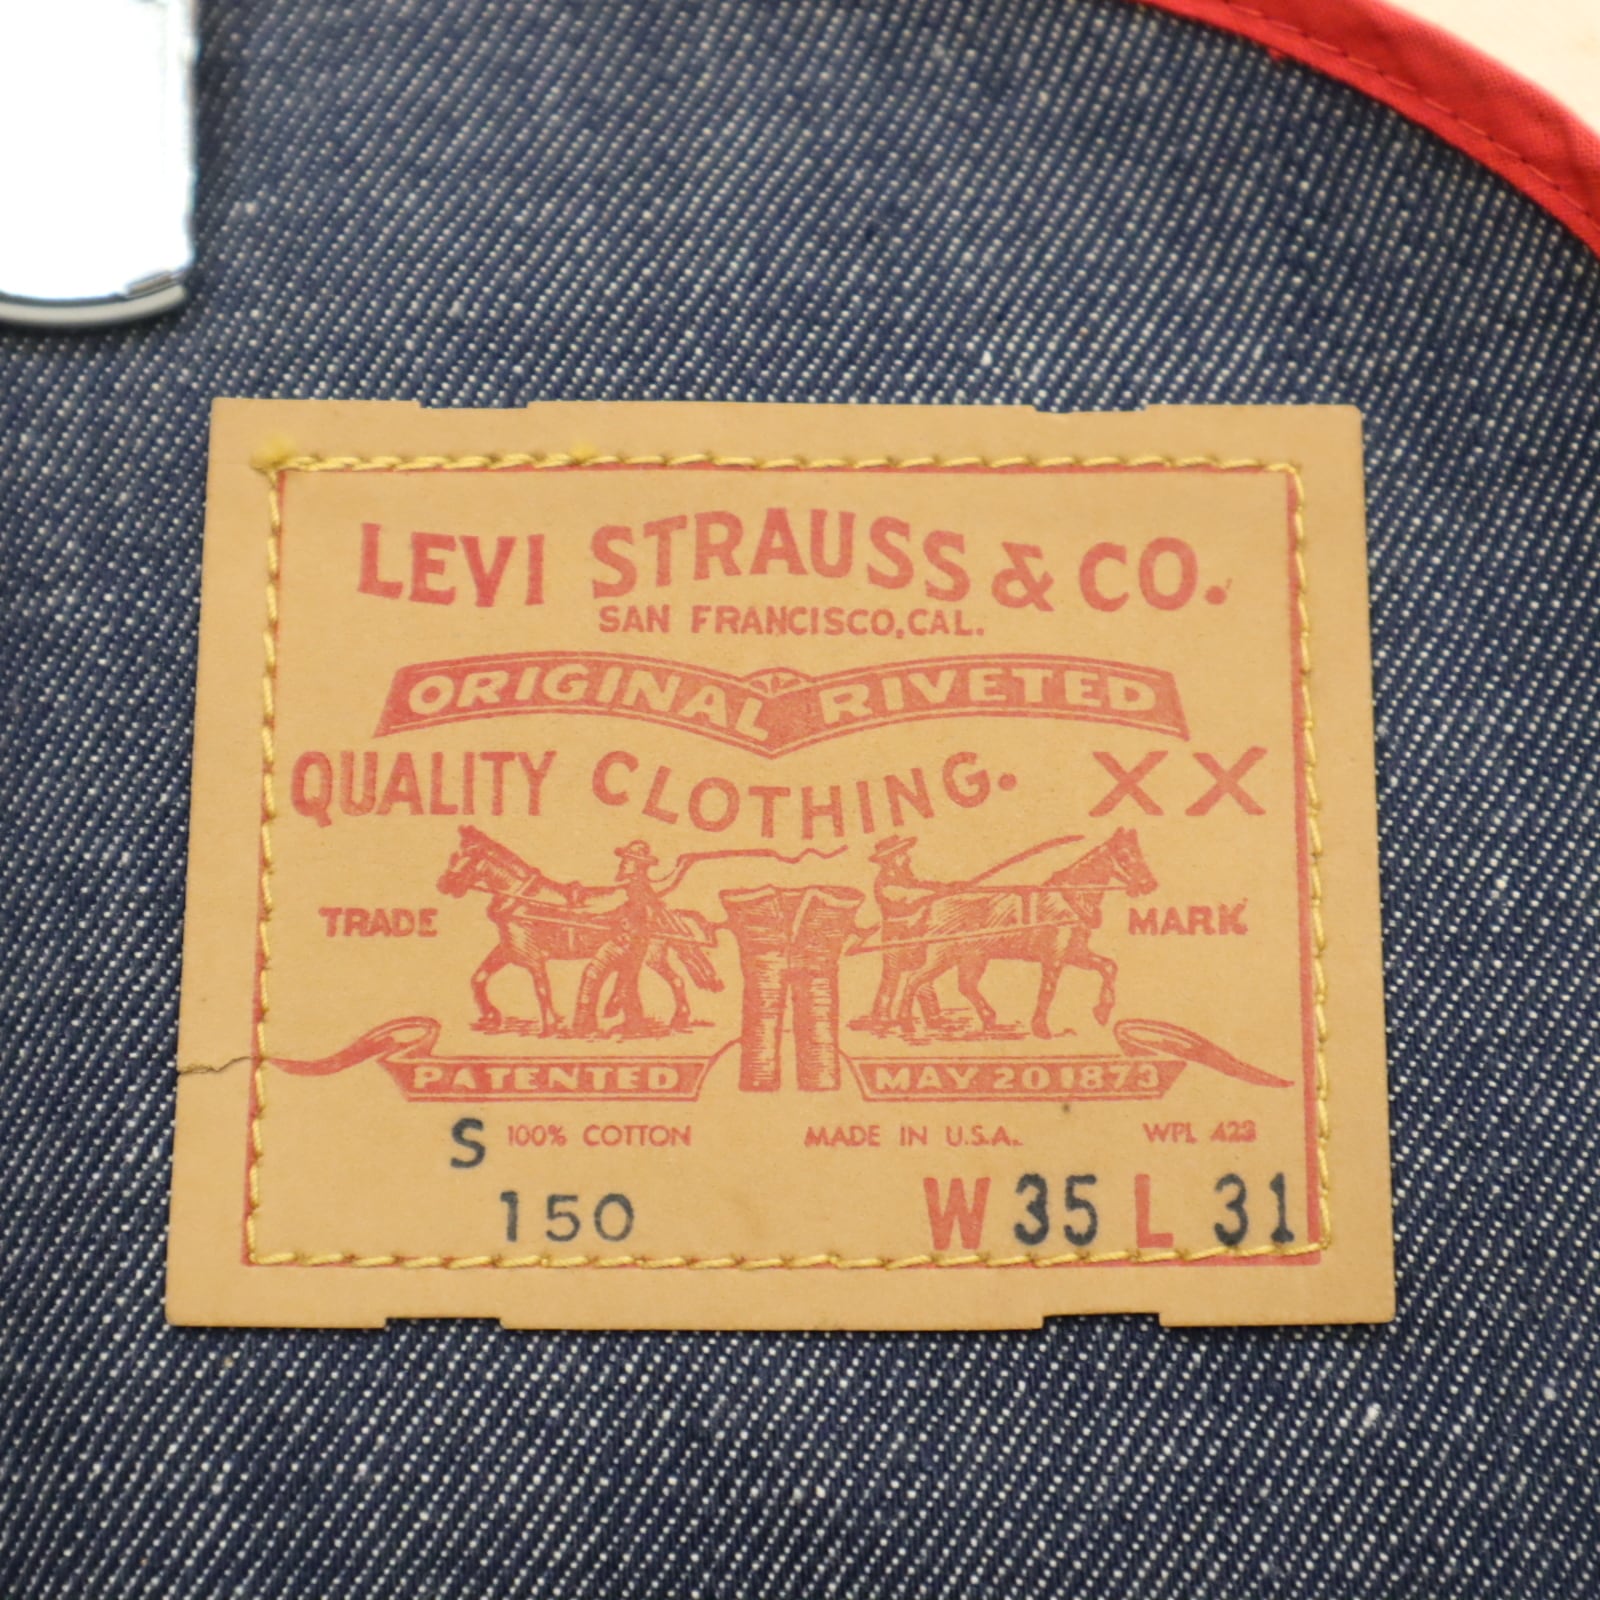 LEVI STRAUSS & CO.
SAN FRANCISCO, CAL.
ORIGINAL RIVETED
QUALITY CLOTHING. XX
TRADE MARK
PATENTED MAY 20 1873
S 100% COTTON MADE IN U.S.A. WPL 423
150 W 35 L 31